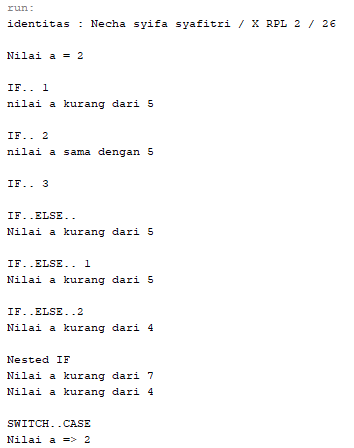 run:
identitas : Necha syifa syafitri / X RPL 2 / 26
Nilai a = 2
IF.. 1
nilai a kurang dari 5
IF.. 2
nilai a sama dengan 5
IF.. 3
IF..ELSE..
Nilai a kurang dari 5
IF..ELSE.. 1
Nilai a kurang dari 5
IF..ELSE..2
Nilai a kurang dari 4
Nested IF
Nilai a kurang dari 7
Nilai a kurang dari 4
SWITCH..CASE
Nilai a => 2